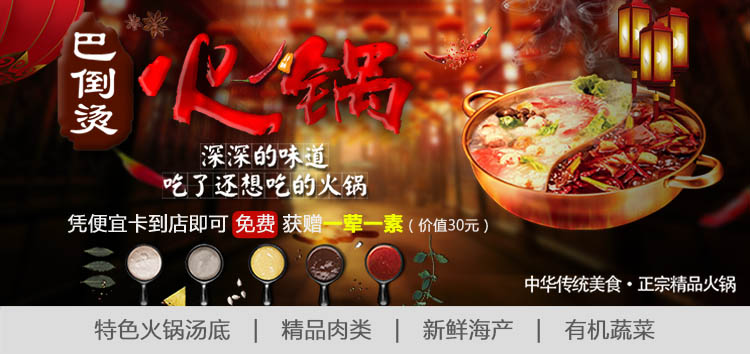 巴倒烫
火锅
深深的味道
吃了还想吃的火锅
凭便宜卡到店即可 免费 获赠一荤一素（价值30元）
中华传统美食·正宗精品火锅
特色火锅汤底 | 精品肉类 | 新鲜海产 | 有机蔬菜